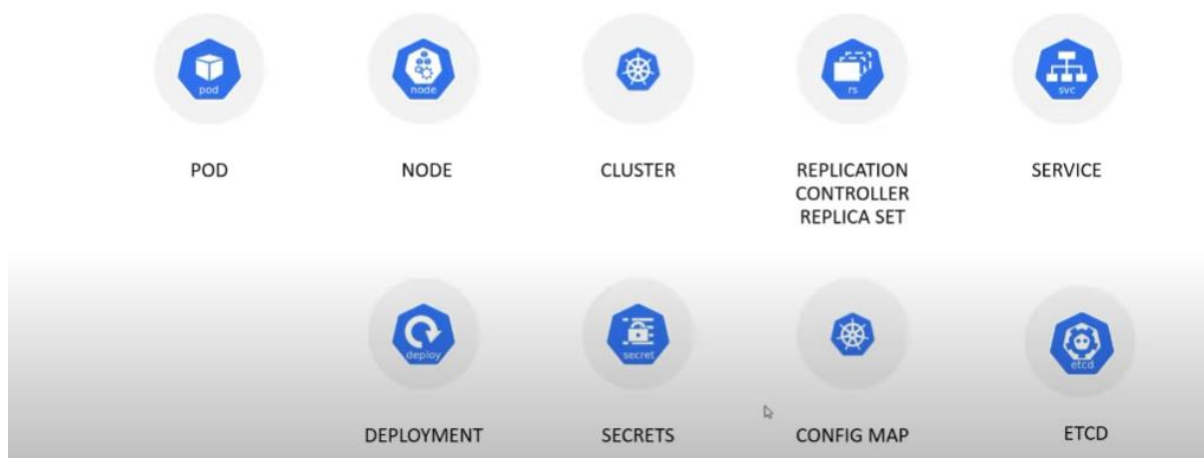 pod
node
rs
svc
POD
NODE
CLUSTER
REPLICATION
CONTROLLER
REPLICA SET
SERVICE
deploy
secret
etcd
DEPLOYMENT
SECRETS
CONFIG MAP
ETCD